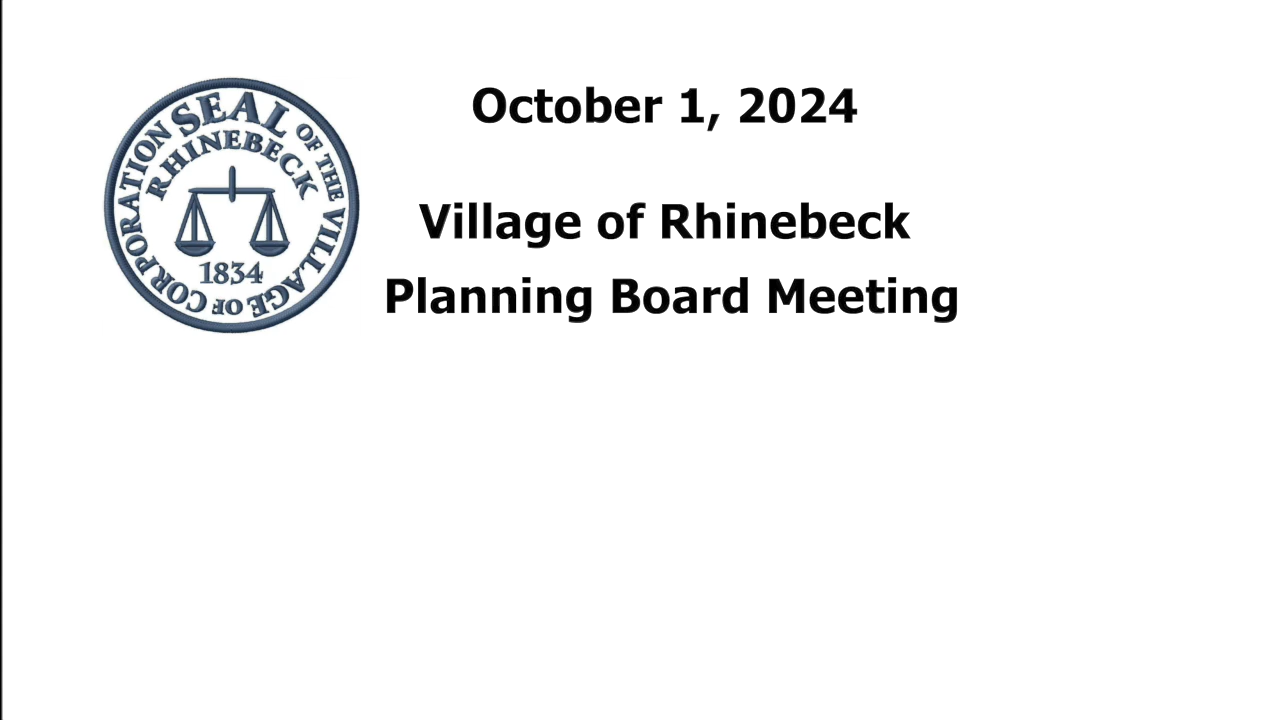 SEAL
OF THE VILLAGE OF CORPORATION
RHINEBECK
1834
October 1, 2024
Village of Rhinebeck
Planning Board Meeting